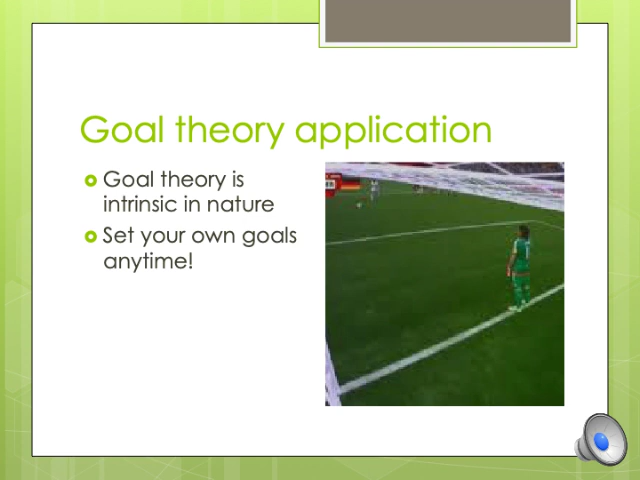 Goal theory application
Goal theory is
intrinsic in nature
Set your own goals
anytime!